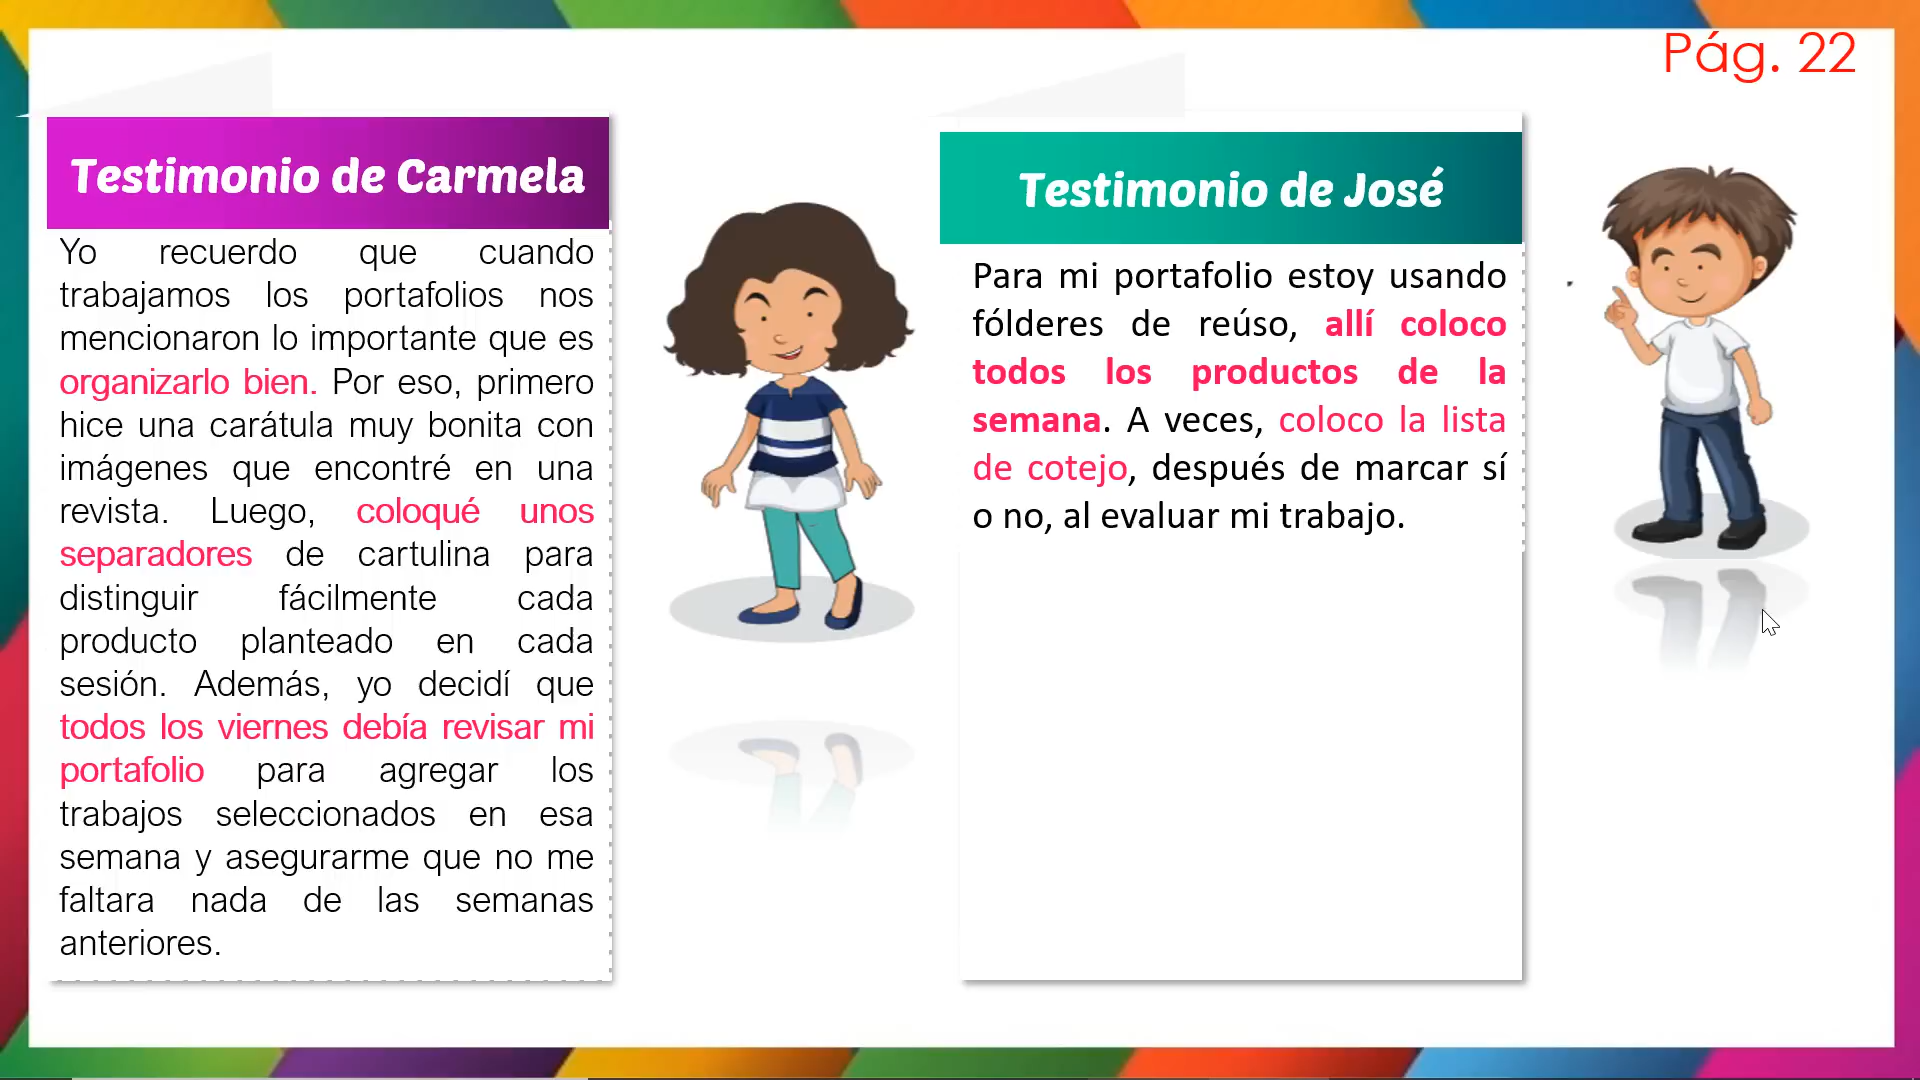 Pág. 22
Testimonio de Carmela
Yo recuerdo que cuando
trabajamos los portafolios nos
mencionaron lo importante que es
organizarlo bien. Por eso, primero
hice una carátula muy bonita con
imágenes que encontré en una
revista. Luego, coloqué unos
separadores de cartulina para
distinguir fácilmente cada
producto planteado en cada
sesión. Además, yo decidí que
todos los viernes debía revisar mi
portafolio para agregar los
trabajos seleccionados en esa
semana y asegurarme que no me
faltara nada de las semanas
anteriores.
Testimonio de José
Para mi portafolio estoy usando
fólderes de reúso, allí coloco
todos los productos de la
semana. A veces, coloco la lista
de cotejo, después de marcar sí
o no, al evaluar mi trabajo.